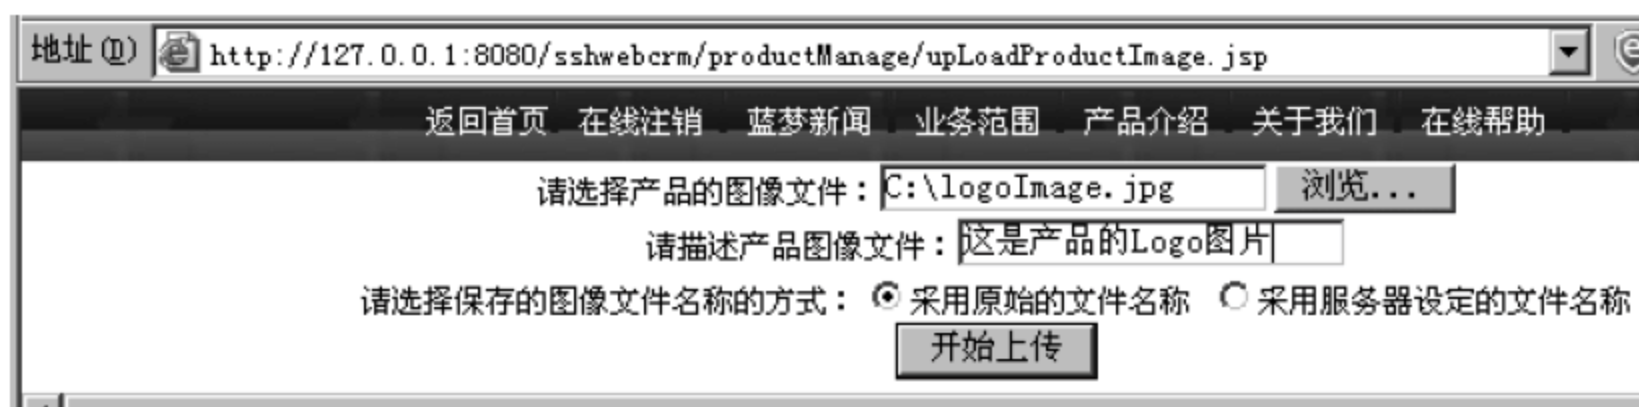 地址(D) http://127.0.0.1:8080/sshwebcrm/productManage/upLoadProductImage.jsp
返回首页 在线注销 蓝梦新闻 业务范围 产品介绍 关于我们 在线帮助
请选择产品的图像文件：C:\logoImage.jpg 浏览...
请描述产品图像文件：这是产品的Logo图片
请选择保存的图像文件名称的方式： 采用原始的文件名称 采用服务器设定的文件名称
开始上传